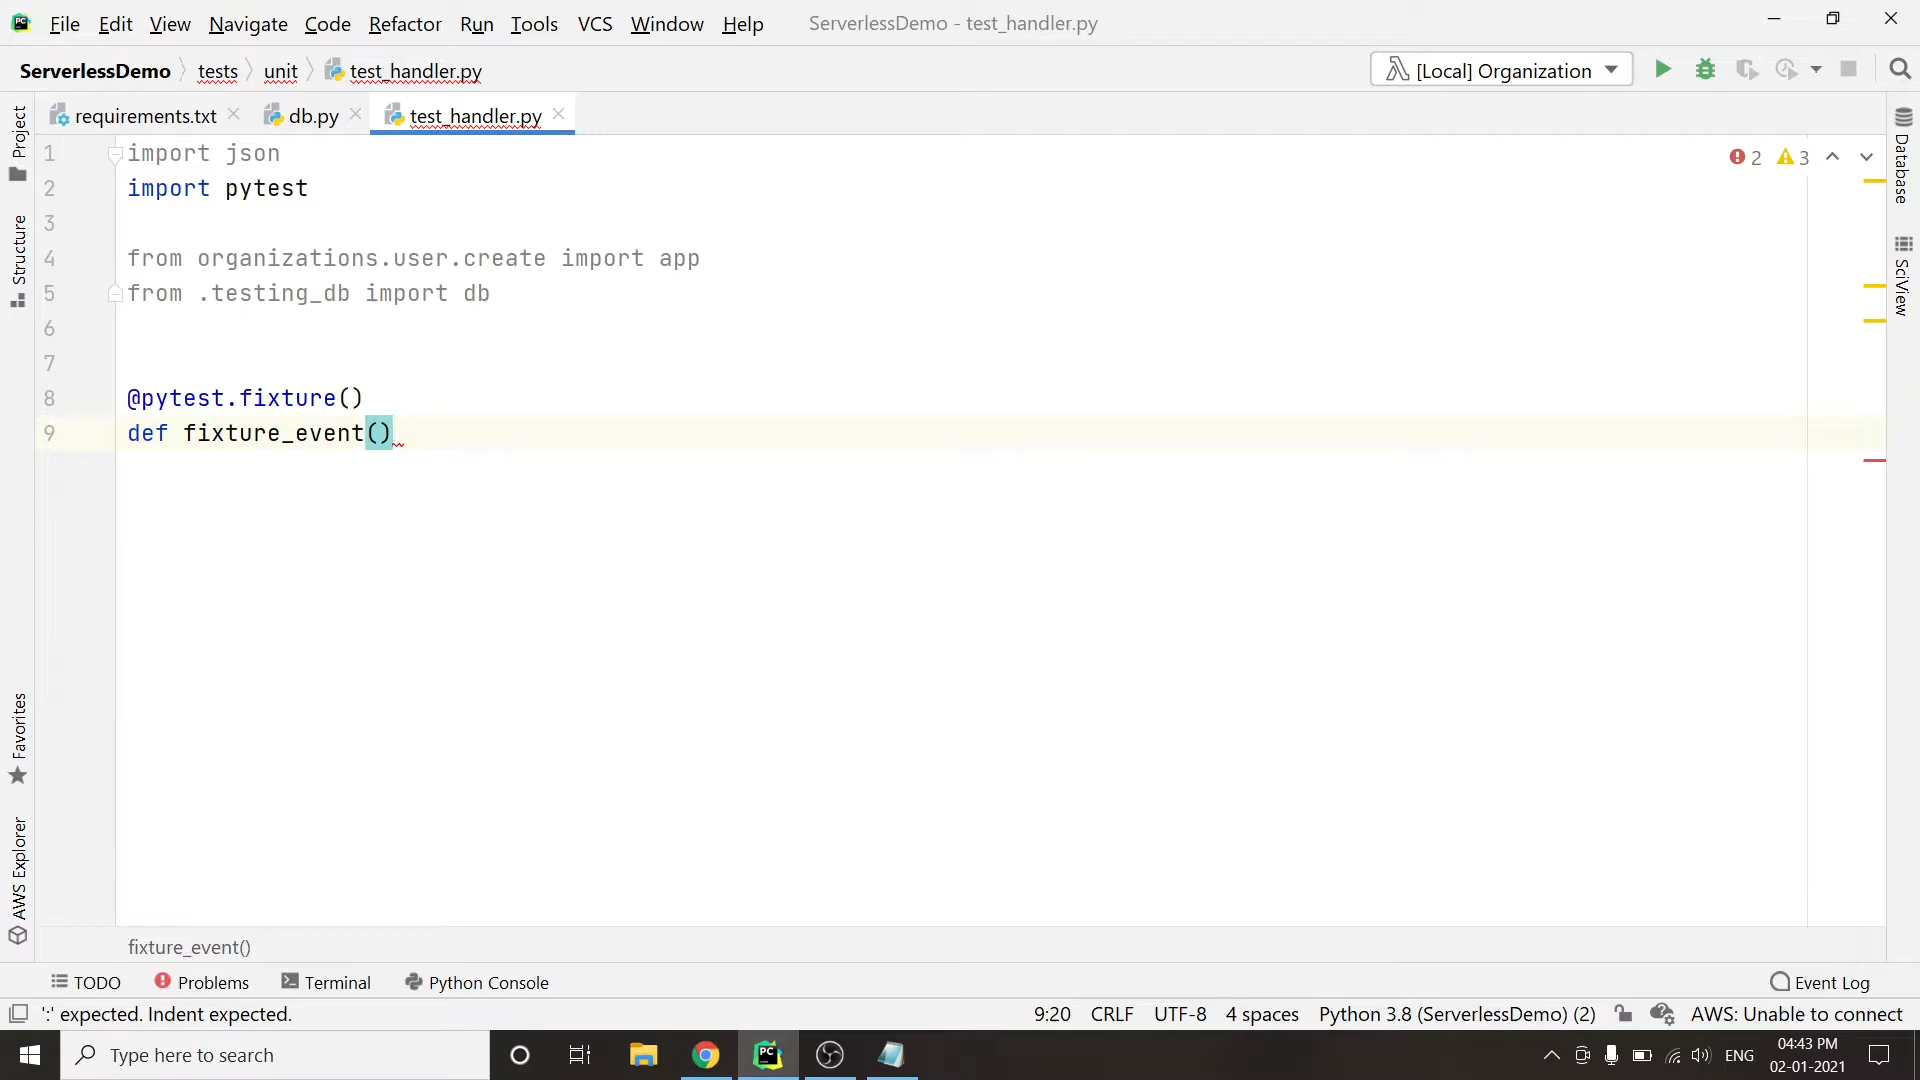 File Edit View Navigate Code Refactor Run Tools VCS Window Help ServerlessDemo - test_handler.py
ServerlessDemo tests unit test_handler.py [Local] Organization
requirements.txt db.py test_handler.py
1 import json
2 import pytest
3
4 from organizations.user.create import app
5 from .testing_db import db
6
7
8 @pytest.fixture()
9 def fixture_event()
2 3
Project
Structure
Favorites
AWS Explorer
Database
SciView
fixture_event()
TODO Problems Terminal Python Console Event Log
':' expected. Indent expected. 9:20 CRLF UTF-8 4 spaces Python 3.8 (ServerlessDemo) (2) AWS: Unable to connect
Type here to search PC ENG 04:43 PM
02-01-2021